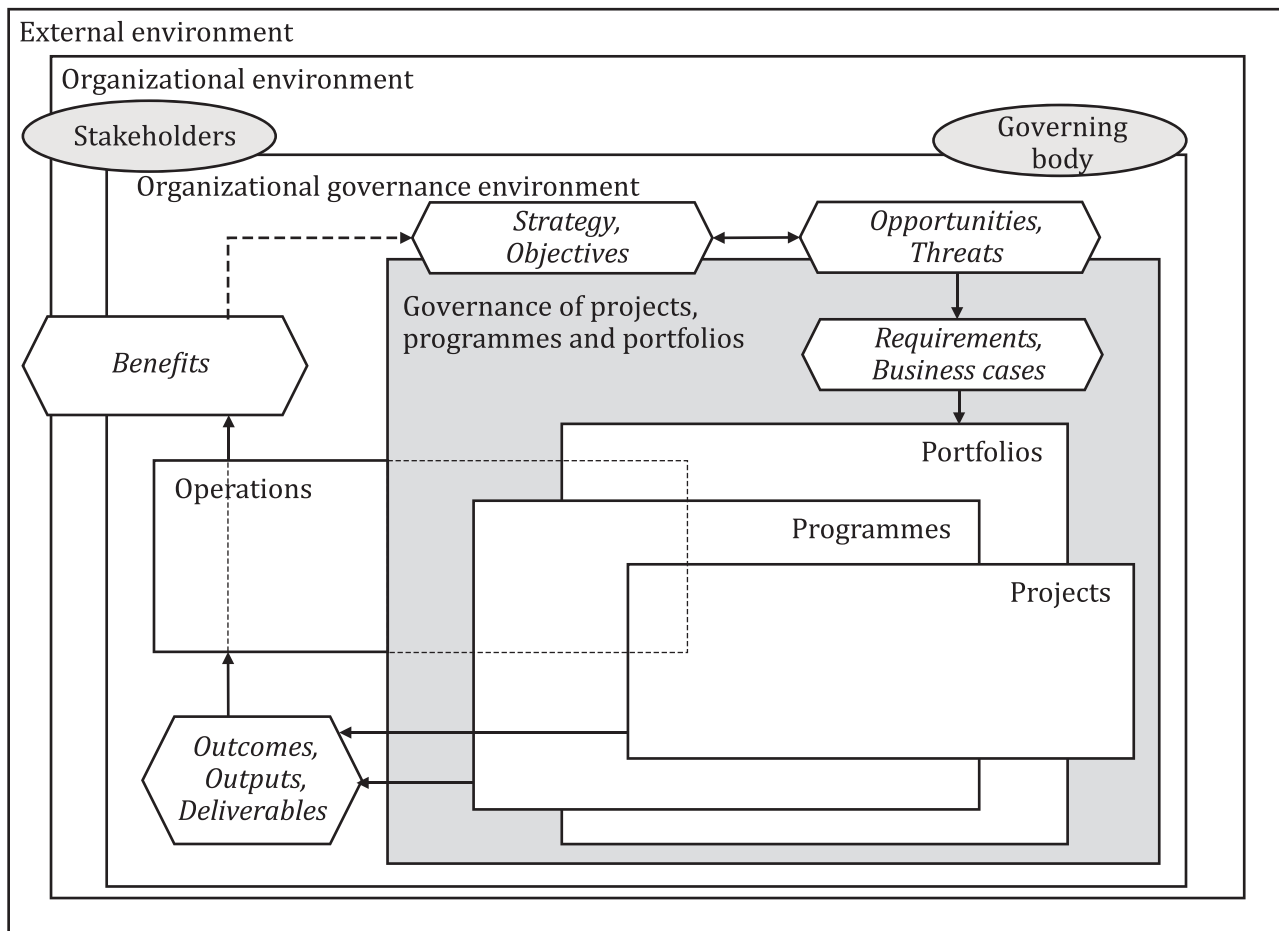 External environment
Organizational environment
Stakeholders
Governing
body
Organizational governance environment
Strategy,
Objectives
Opportunities,
Threats
Governance of projects,
programmes and portfolios
Requirements,
Business cases
Benefits
Portfolios
Operations
Programmes
Projects
Outcomes,
Outputs,
Deliverables